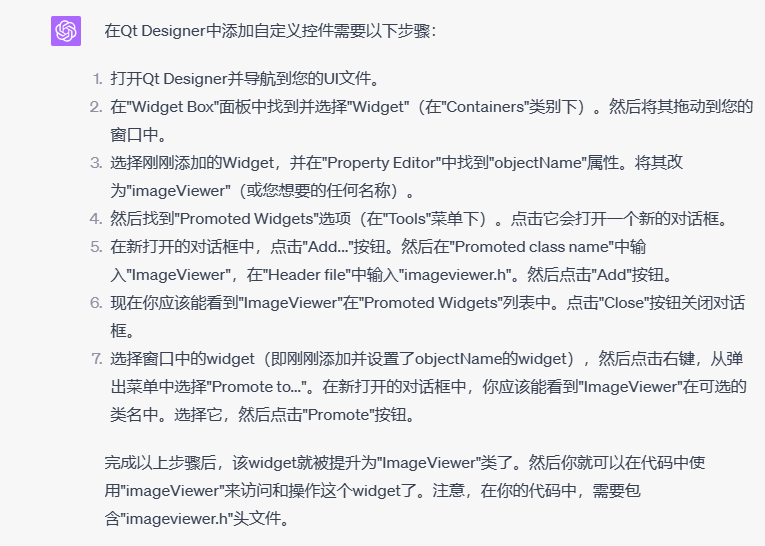 在Qt Designer中添加自定义控件需要以下步骤：
1. 打开Qt Designer并导航到您的UI文件。
2. 在"Widget Box"面板中找到并选择"Widget"（在"Containers"类别下）。然后将其拖动到您的
窗口中。
3. 选择刚刚添加的Widget，并在"Property Editor"中找到"objectName"属性。将其改
为"imageViewer"（或您想要的任何名称）。
4. 然后找到"Promoted Widgets"选项（在"Tools"菜单下）。点击它会打开一个新的对话框。
5. 在新打开的对话框中，点击"Add..."按钮。然后在"Promoted class name"中输
入"ImageViewer"，在"Header file"中输入"imageviewer.h"。然后点击"Add"按钮。
6. 现在你应该能看到"ImageViewer"在"Promoted Widgets"列表中。点击"Close"按钮关闭对话
框。
7. 选择窗口中的widget（即刚刚添加并设置了objectName的widget），然后点击右键，从弹
出菜单中选择"Promote to..."。在新打开的对话框中，你应该能看到"ImageViewer"在可选的
类名中。选择它，然后点击"Promote"按钮。
完成以上步骤后，该widget就被提升为"ImageViewer"类了。然后你就可以在代码中使
用"imageViewer"来访问和操作这个widget了。注意，在你的代码中，需要包
含"imageviewer.h"头文件。